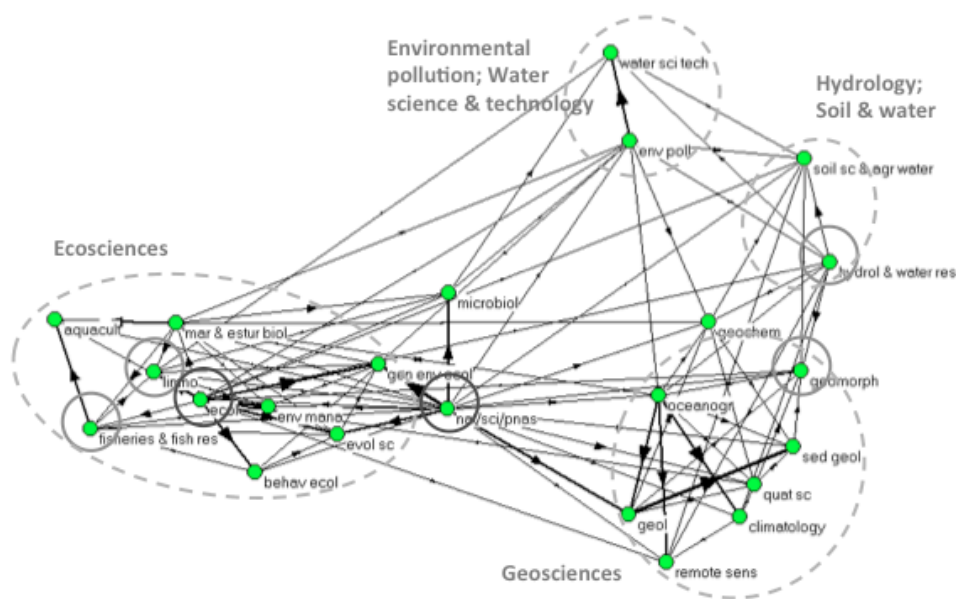 Environmental
pollution; Water
science & technology
water sci tech
Hydrology;
Soil & water
env poll
soil sc & agr water
Ecosciences
hydrol & water res
microbiol
aquacult
mar & estur biol
geochem
gen env ecol
limno
geomorph
ecol
env mana
oceanogr
nat/sci/pnas
fisheries & fish res
evol sc
sed geol
behav ecol
quat sc
geol
climatology
Geosciences
remote sens